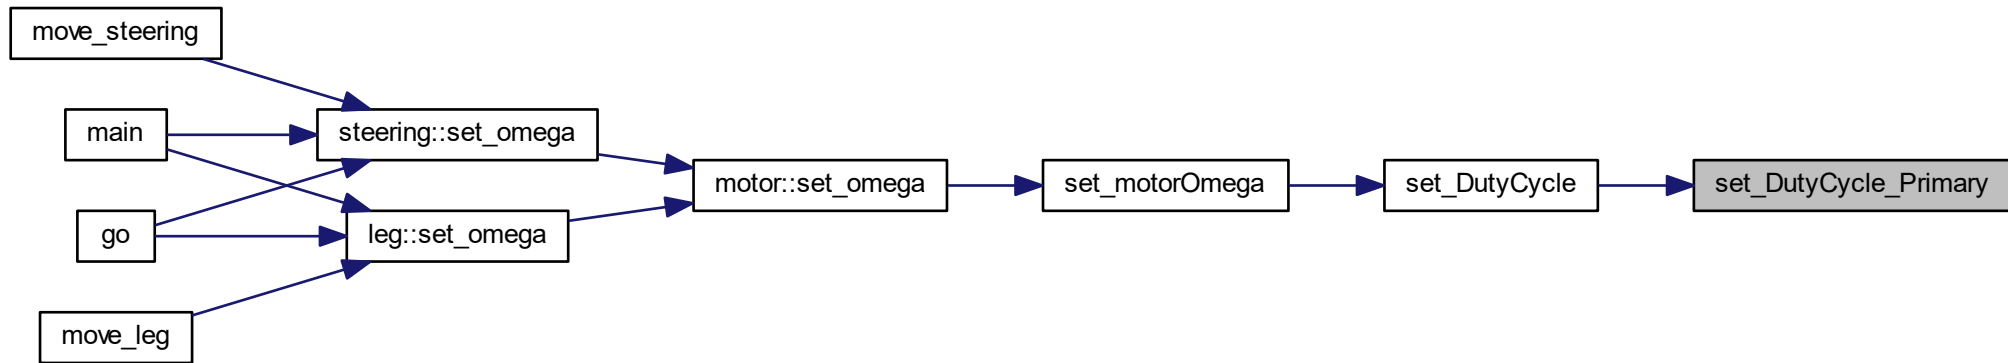 move_steering
main
steering::set_omega
motor::set_omega
set_motorOmega
set_DutyCycle
set_DutyCycle_Primary
go
leg::set_omega
move_leg